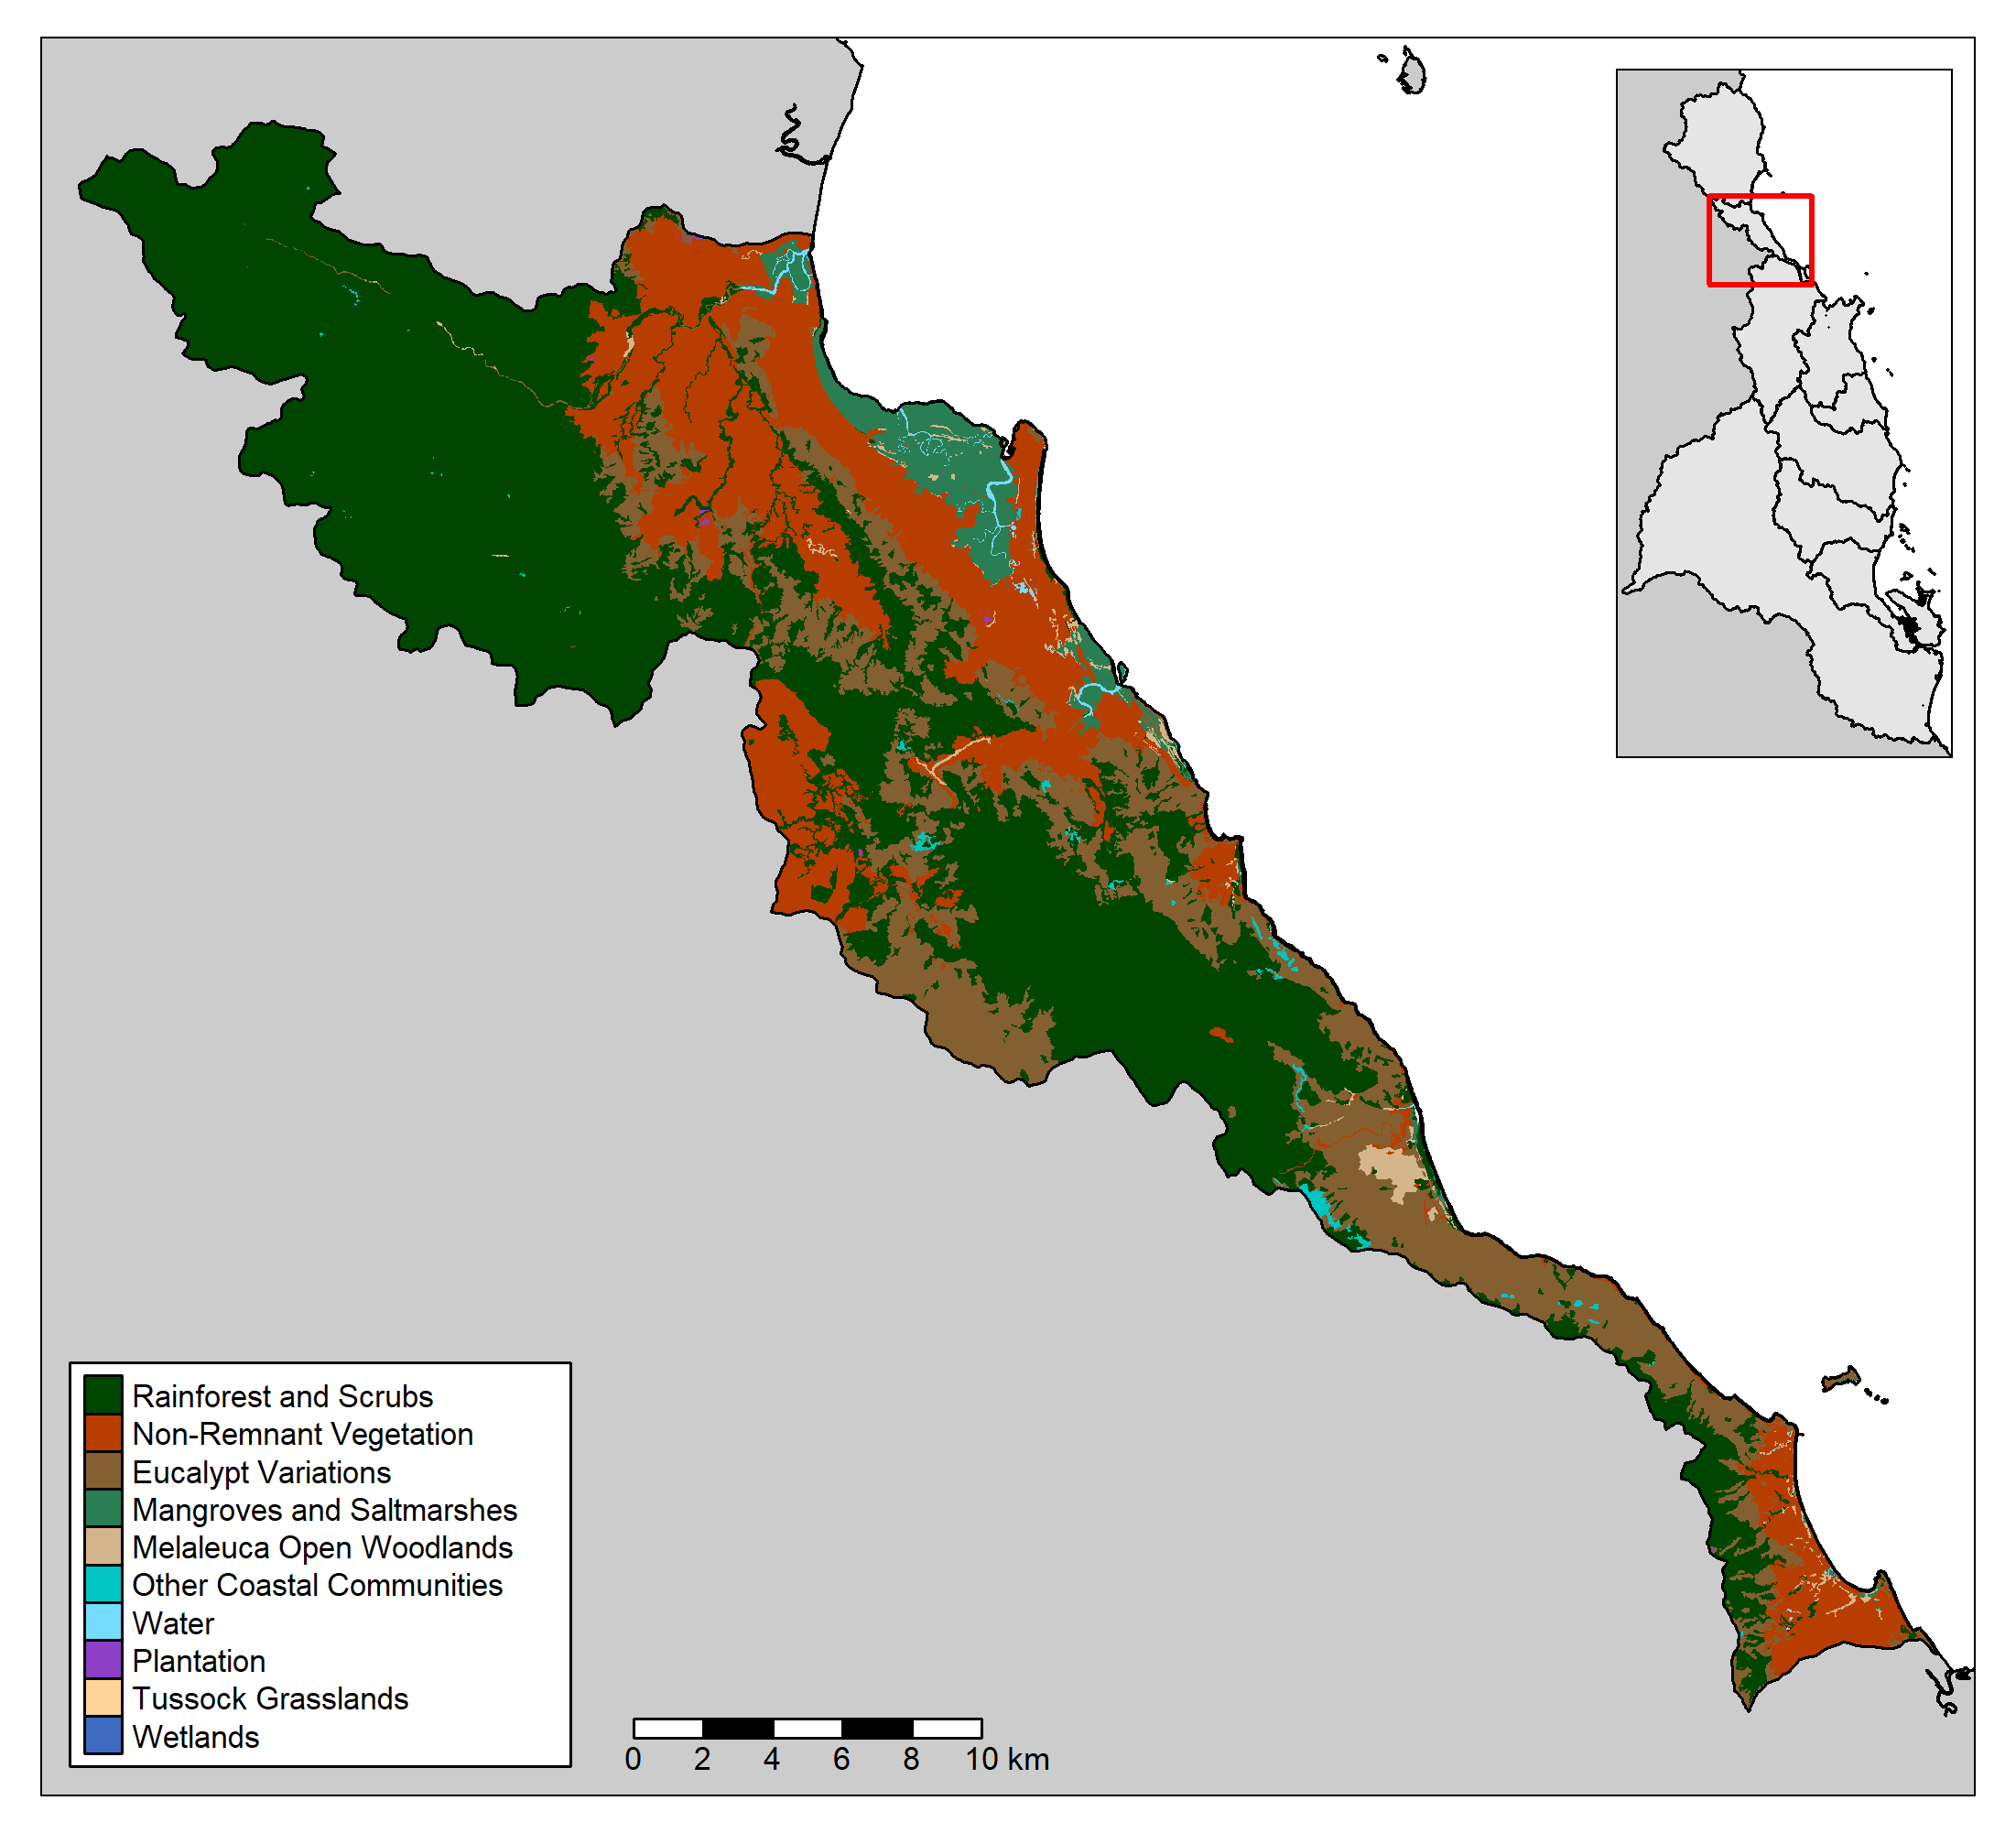 Rainforest and Scrubs
Non-Remnant Vegetation
Eucalypt Variations
Mangroves and Saltmarshes
Melaleuca Open Woodlands
Other Coastal Communities
Water
Plantation
Tussock Grasslands
Wetlands
0 2 4 6 8 10 km